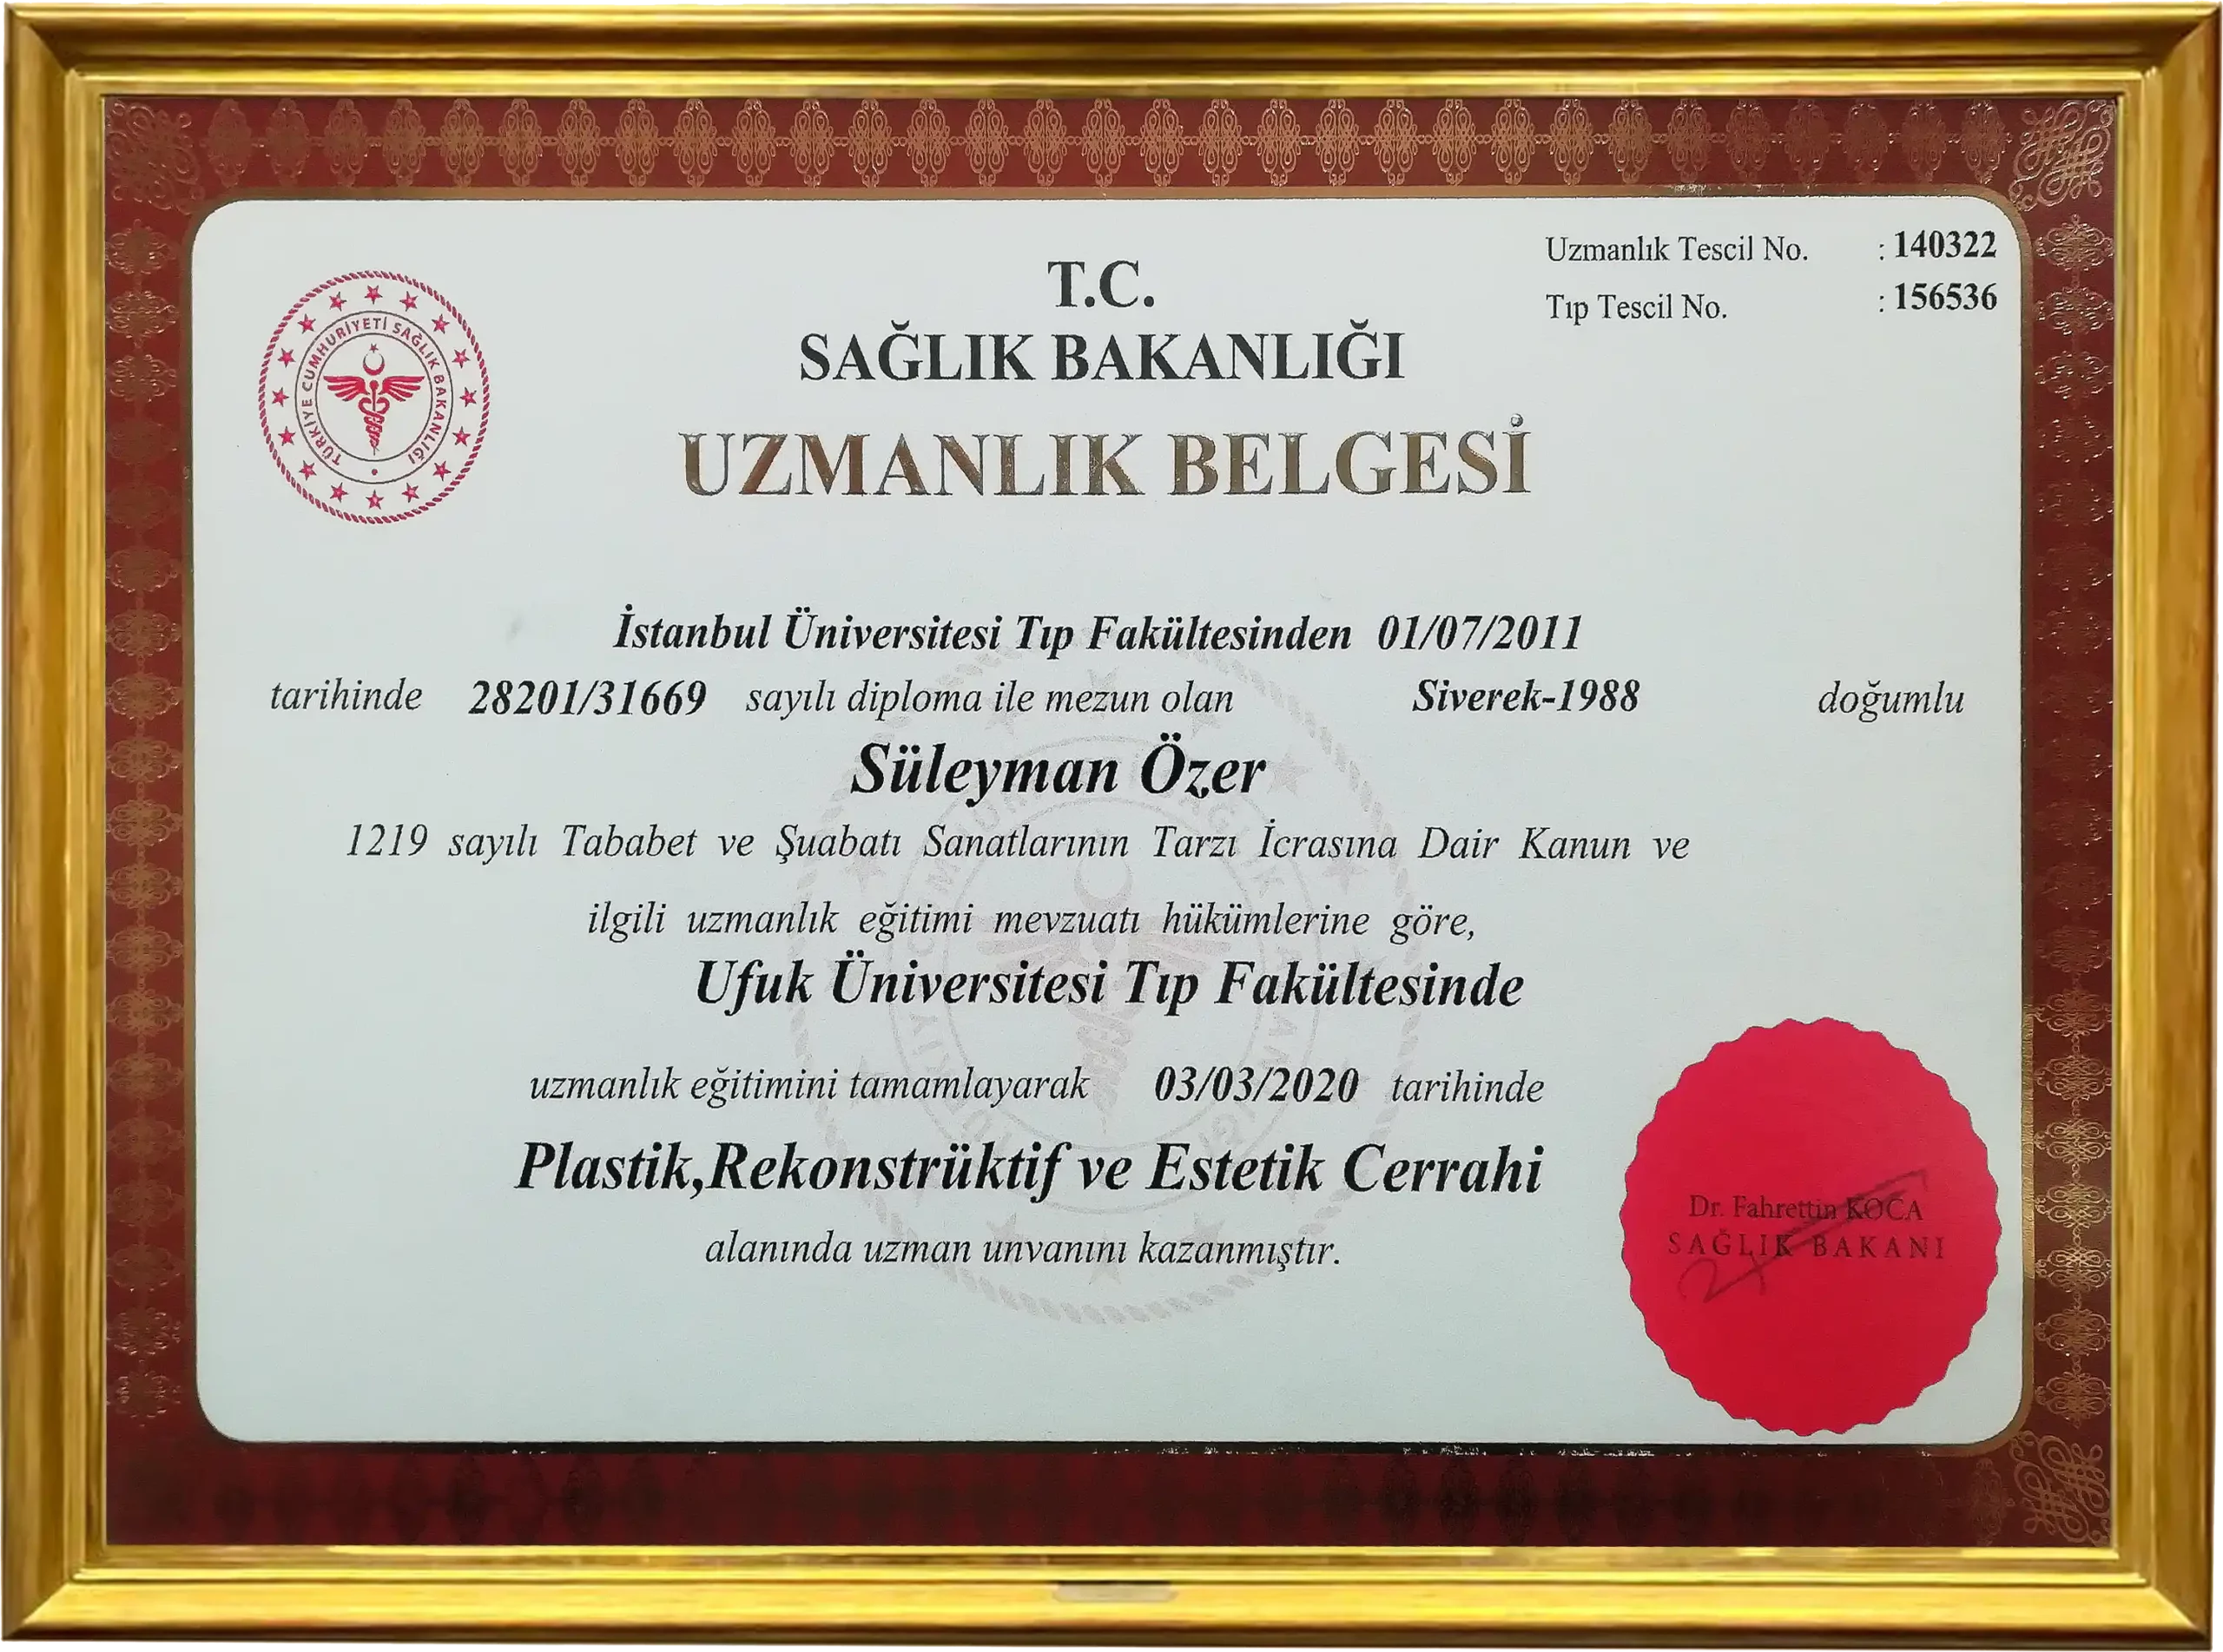 Uzmanlık Tescil No. : 140322
Tıp Tescil No. : 156536
TÜRKİYE CUMHURİYETİ SAĞLIK BAKANLIĞI
T.C.
SAĞLIK BAKANLIĞI
UZMANLIK BELGESİ
İstanbul Üniversitesi Tıp Fakültesinden 01/07/2011
tarihinde 28201/31669 sayılı diploma ile mezun olan Siverek-1988 doğumlu
Süleyman Özer
1219 sayılı Tababet ve Şuabatı Sanatlarının Tarzı İcrasına Dair Kanun ve
ilgili uzmanlık eğitimi mevzuatı hükümlerine göre,
Ufuk Üniversitesi Tıp Fakültesinde
uzmanlık eğitimini tamamlayarak 03/03/2020 tarihinde
Plastik,Rekonstrüktif ve Estetik Cerrahi
alanında uzman unvanını kazanmıştır.
Dr. Fahrettin KOCA
SAĞLIK BAKANI